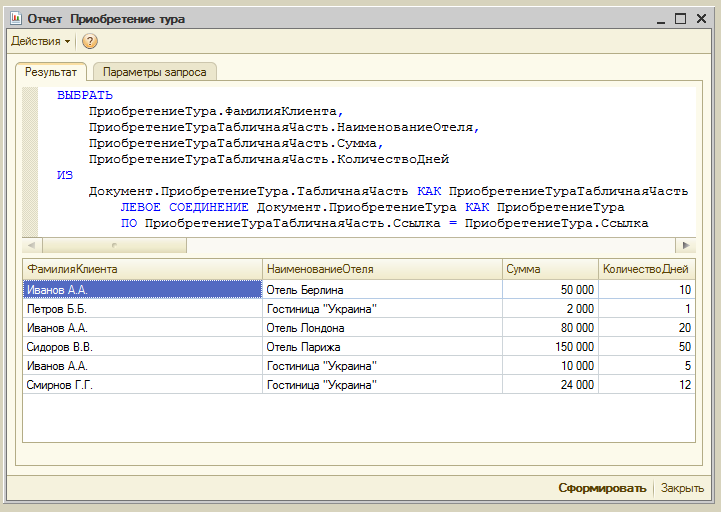 Отчет Приобретение тура
Действия ?
Результат Параметры запроса
ВЫБРАТЬ
ПриобретениеТура.ФамилияКлиента,
ПриобретениеТураТабличнаяЧасть.НаименованиеОтеля,
ПриобретениеТураТабличнаяЧасть.Сумма,
ПриобретениеТураТабличнаяЧасть.КоличествоДней
ИЗ
Документ.ПриобретениеТура.ТабличнаяЧасть КАК ПриобретениеТураТабличнаяЧасть
ЛЕВОЕ СОЕДИНЕНИЕ Документ.ПриобретениеТура КАК ПриобретениеТура
ПО ПриобретениеТураТабличнаяЧасть.Ссылка = ПриобретениеТура.Ссылка
ФамилияКлиента НаименованиеОтеля Сумма КоличествоДней
Иванов А.А. Отель Берлина 50 000 10
Петров Б.Б. Гостиница "Украина" 2 000 1
Иванов А.А. Отель Лондона 80 000 20
Сидоров В.В. Отель Парижа 150 000 50
Иванов А.А. Гостиница "Украина" 10 000 5
Смирнов Г.Г. Гостиница "Украина" 24 000 12
Сформировать Закрыть